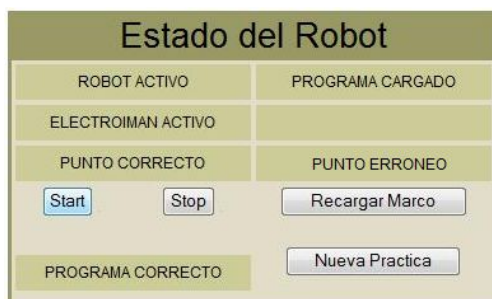 Estado del Robot
ROBOT ACTIVO PROGRAMA CARGADO
ELECTROIMAN ACTIVO
PUNTO CORRECTO PUNTO ERRONEO
Start Stop Recargar Marco
PROGRAMA CORRECTO Nueva Practica